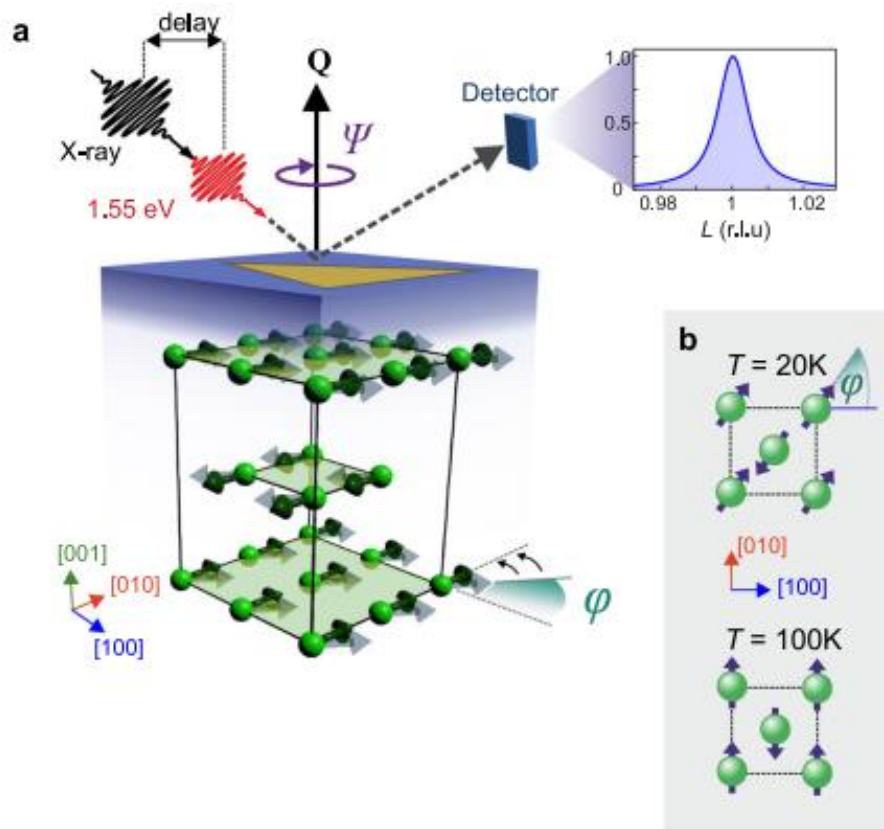 a
delay
X-ray
1.55 eV
Q
Ψ
Detector
1.0
0.5
0
0.98
1
1.02
L (r.l.u)
[001]
[010]
[100]
φ
b
T = 20K
φ
[010]
[100]
T = 100K